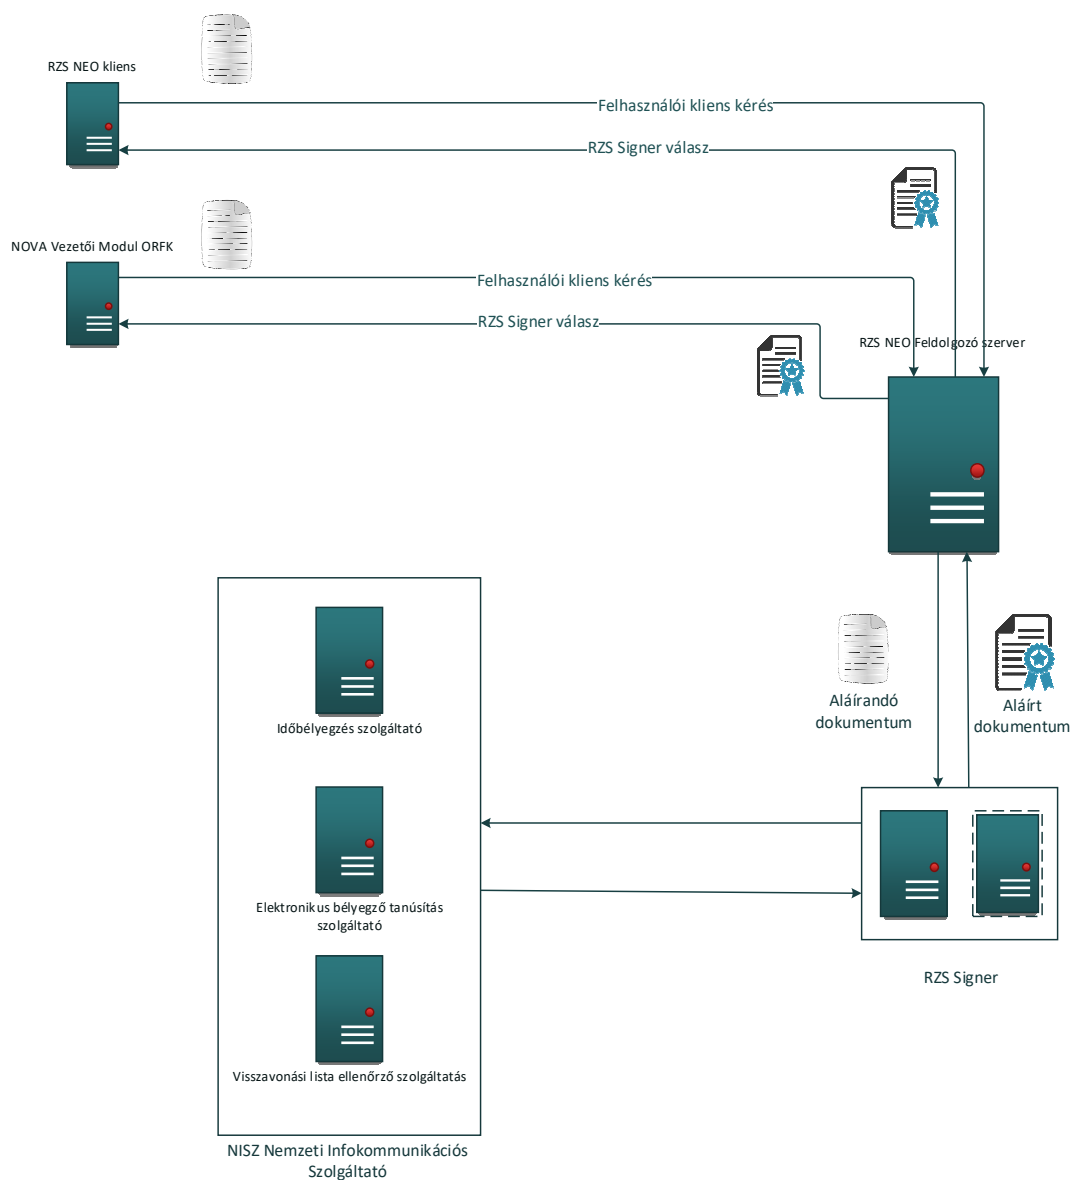 RZS NEO kliens
Felhasználói kliens kérés
RZS Signer válasz
NOVA Vezetői Modul ORFK
Felhasználói kliens kérés
RZS Signer válasz
RZS NEO Feldolgozó szerver
Aláírandó
dokumentum
Aláírt
dokumentum
Időbélyegzés szolgáltató
Elektronikus bélyegző tanúsítás
szolgáltató
RZS Signer
Visszavonási lista ellenőrző szolgáltatás
NISZ Nemzeti Infokommunikációs
Szolgáltató